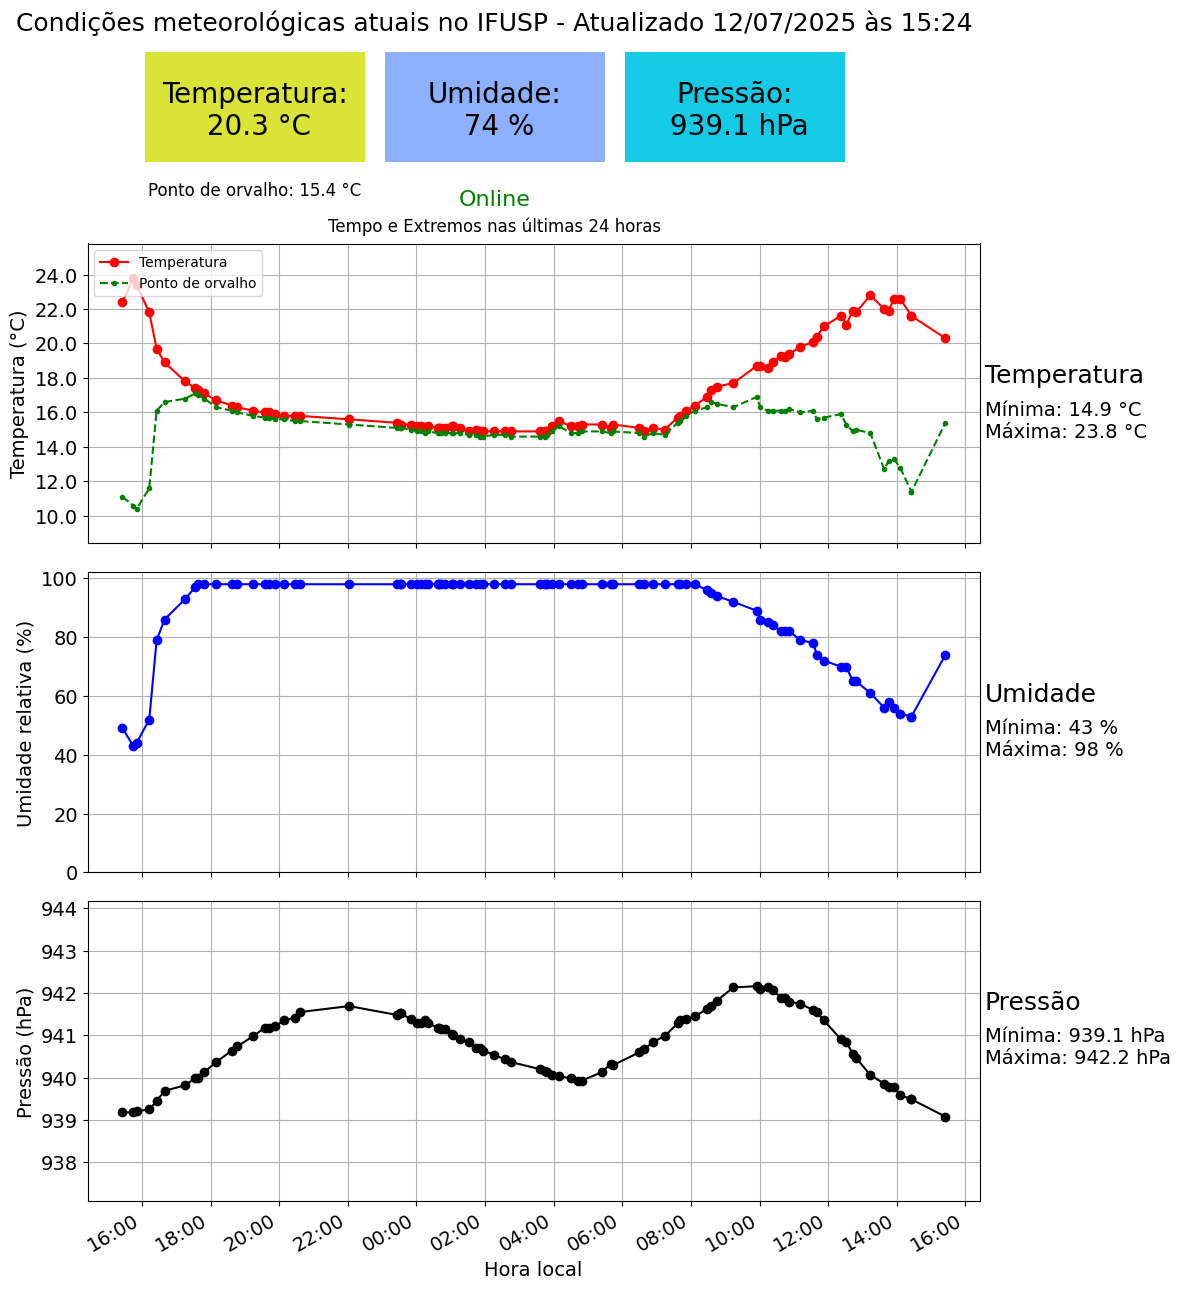 Condições meteorológicas atuais no IFUSP - Atualizado 12/07/2025 às 15:24
Temperatura:
20.3 °C
Umidade:
74 %
Pressão:
939.1 hPa
Ponto de orvalho: 15.4 °C
Online
Tempo e Extremos nas últimas 24 horas
Temperatura
Ponto de orvalho
Temperatura (°C)
24.0
22.0
20.0
18.0
16.0
14.0
12.0
10.0
Temperatura
Mínima: 14.9 °C
Máxima: 23.8 °C
Umidade relativa (%)
100
80
60
40
20
0
Umidade
Mínima: 43 %
Máxima: 98 %
Pressão (hPa)
944
943
942
941
940
939
938
Pressão
Mínima: 939.1 hPa
Máxima: 942.2 hPa
16:00 18:00 20:00 22:00 00:00 02:00 04:00 06:00 08:00 10:00 12:00 14:00 16:00
Hora local